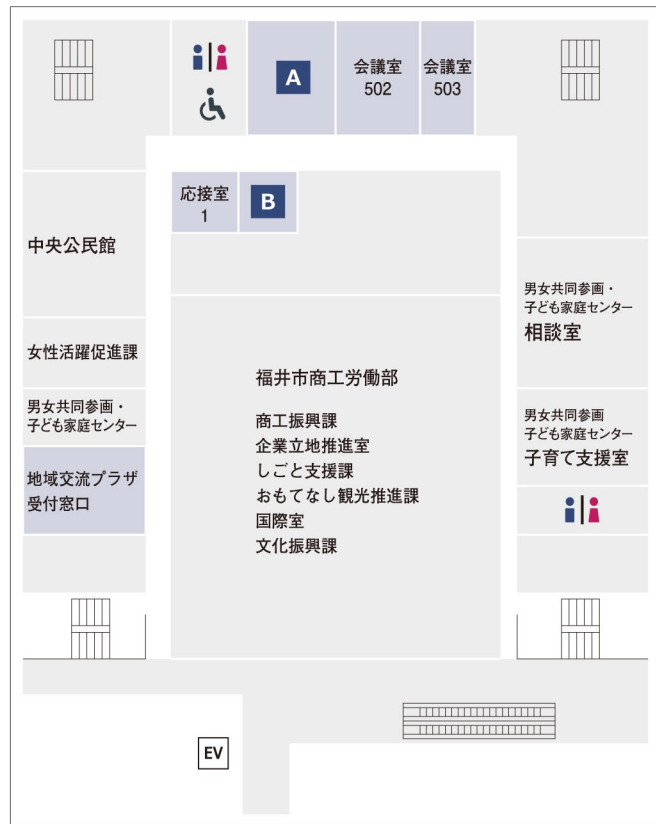 A
会議室
502
会議室
503
応接室
1
B
中央公民館
女性活躍促進課
男女共同参画・
子ども家庭センター
地域交流プラザ
受付窓口
福井市商工労働部
商工振興課
企業立地推進室
しごと支援課
おもてなし観光推進課
国際室
文化振興課
男女共同参画・
子ども家庭センター
相談室
男女共同参画
子ども家庭センター
子育て支援室
EV